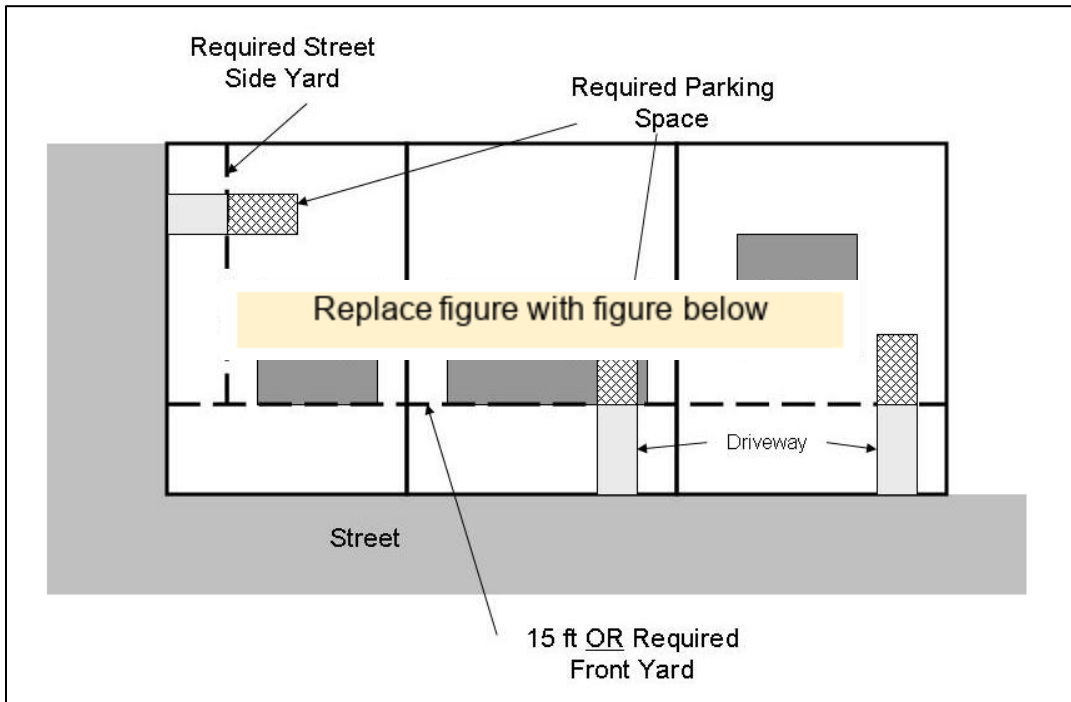 Required Street
Side Yard
Required Parking
Space
Replace figure with figure below
Driveway
Street
15 ft OR Required
Front Yard